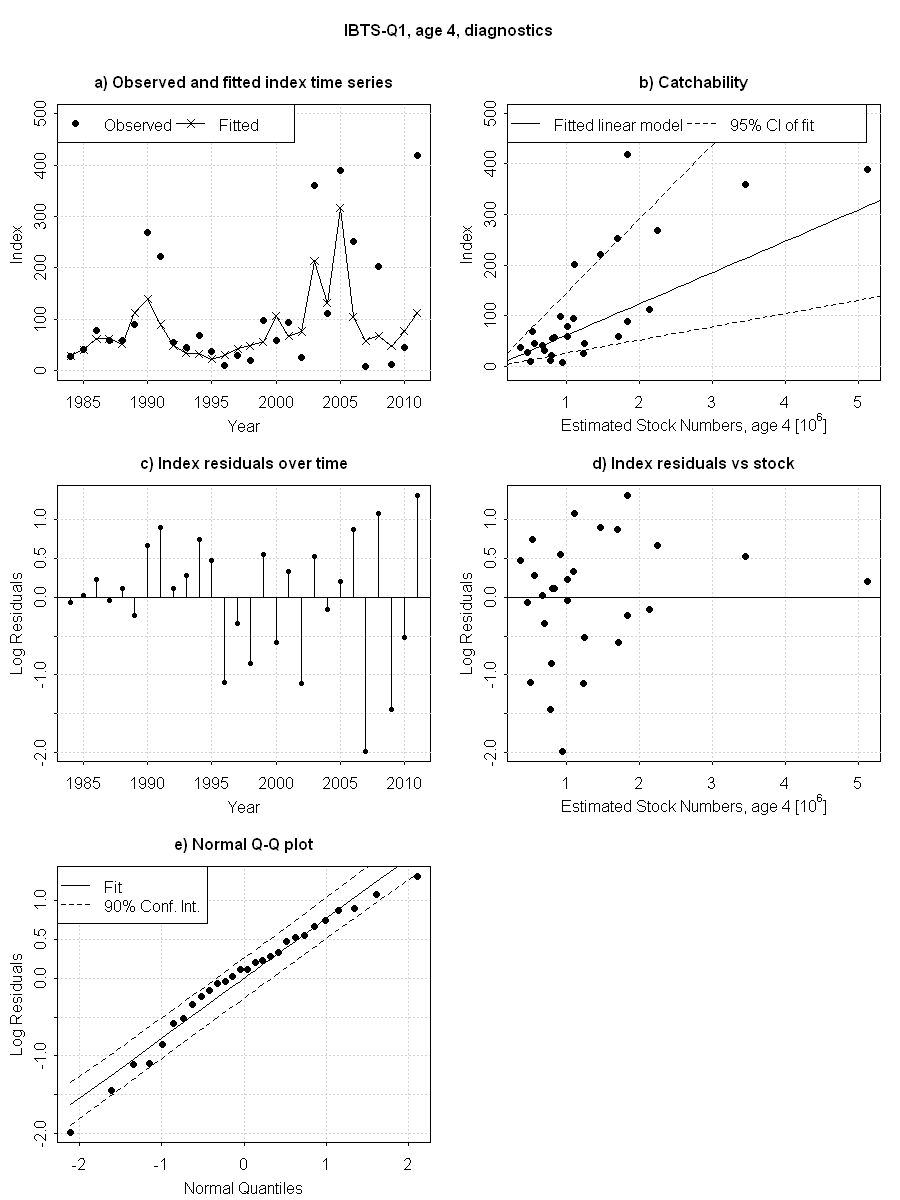 IBTS-Q1, age 4, diagnostics
a) Observed and fitted index time series
Observed Fitted
500
400
300
200
100
0
Index
1985 1990 1995 2000 2005 2010
Year
b) Catchability
Fitted linear model 95% CI of fit
500
400
300
200
100
0
Index
1 2 3 4 5
Estimated Stock Numbers, age 4 [10^6]
c) Index residuals over time
1.0
0.5
0.0
-1.0
-2.0
Log Residuals
1985 1990 1995 2000 2005 2010
Year
d) Index residuals vs stock
1.0
0.5
0.0
-1.0
-2.0
Log Residuals
1 2 3 4 5
Estimated Stock Numbers, age 4 [10^6]
e) Normal Q-Q plot
Fit
90% Conf. Int.
1.0
0.5
0.0
-1.0
-2.0
Log Residuals
-2 -1 0 1 2
Normal Quantiles